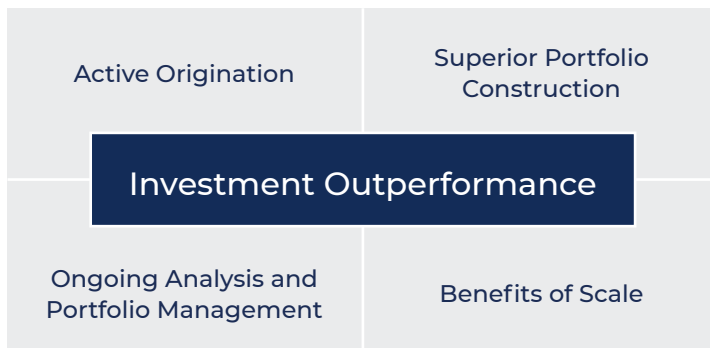 Active Origination
Superior Portfolio
Construction
Investment Outperformance
Ongoing Analysis and
Portfolio Management
Benefits of Scale